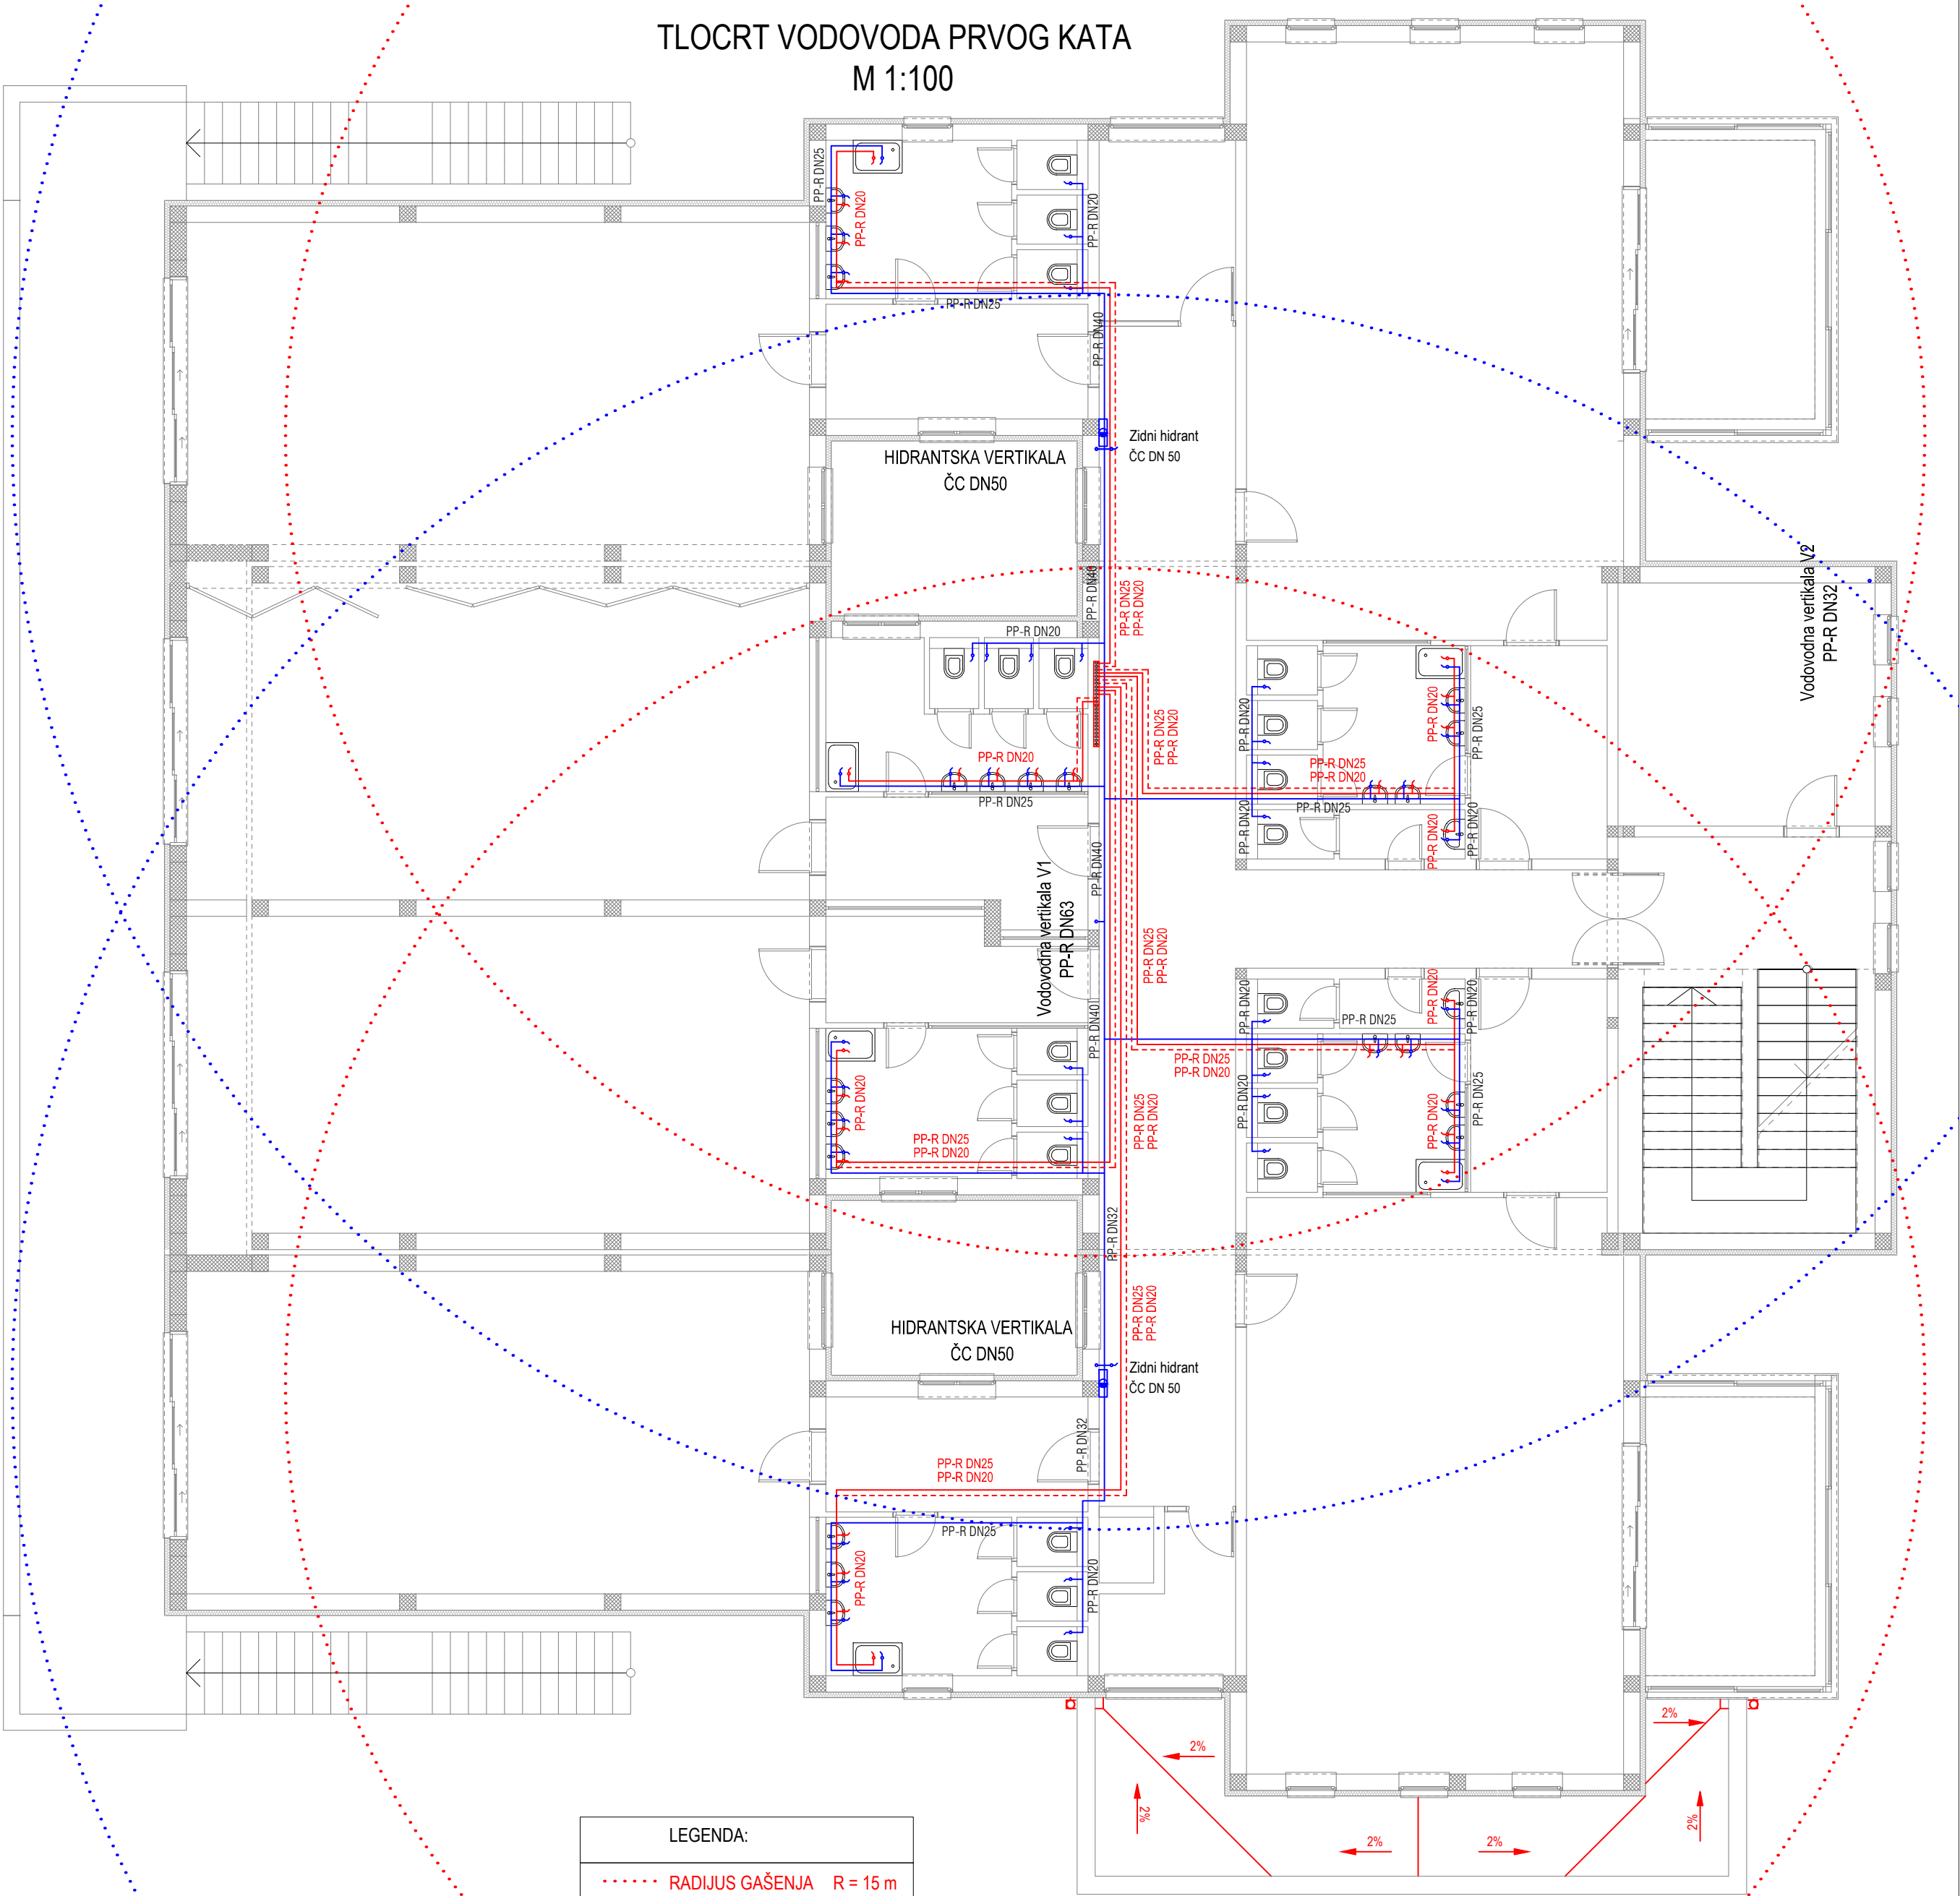 TLOCRT VODOVODA PRVOG KATA
M 1:100
PP-R DN25
PP-R DN20
PP-R DN20
PP-R DN25
PP-R DN40
Zidni hidrant
ČC DN 50
HIDRANTSKA VERTIKALA
ČC DN50
PP-R DN40
PP-R DN25
PP-R DN20
Vodovodna vertikala V2
PP-R DN32
PP-R DN20
PP-R DN20
PP-R DN25
PP-R DN25
PP-R DN20
PP-R DN20
PP-R DN20
PP-R DN25
PP-R DN25
PP-R DN20
PP-R DN25
PP-R DN20
PP-R DN20
PP-R DN20
Vodovodna vertikala V1
PP-R DN63
PP-R DN40
PP-R DN25
PP-R DN20
PP-R DN40
PP-R DN20
PP-R DN25
PP-R DN20
PP-R DN20
PP-R DN25
PP-R DN20
PP-R DN20
PP-R DN20
PP-R DN25
PP-R DN20
PP-R DN25
PP-R DN20
PP-R DN25
PP-R DN20
PP-R DN32
PP-R DN25
PP-R DN20
HIDRANTSKA VERTIKALA
ČC DN50
Zidni hidrant
ČC DN 50
PP-R DN32
PP-R DN25
PP-R DN20
PP-R DN25
PP-R DN20
PP-R DN20
2%
2%
2%
2%
2%
2%
LEGENDA:
RADIJUS GAŠENJA R = 15 m